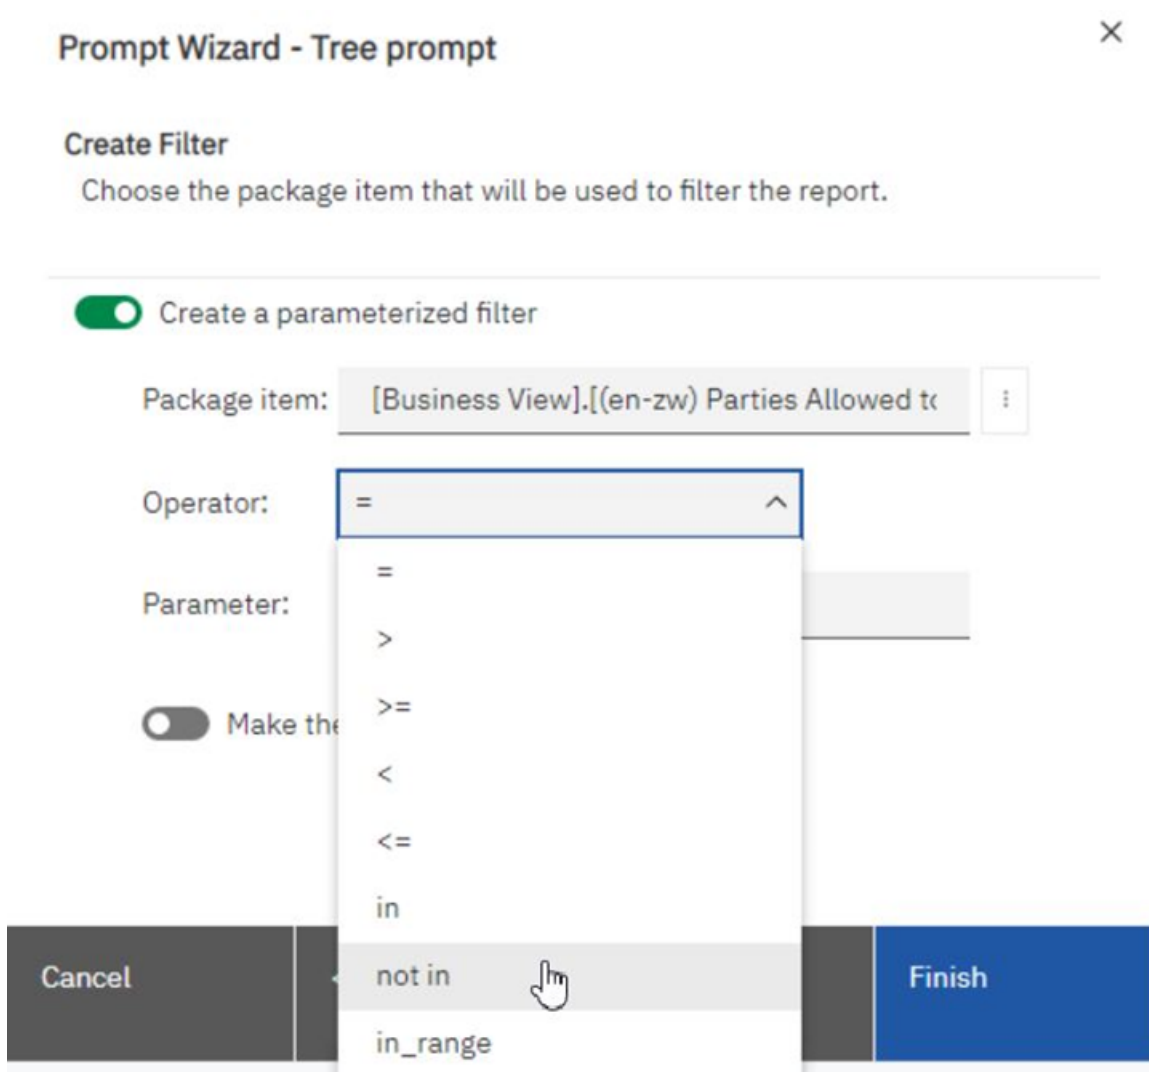 Prompt Wizard - Tree prompt
Create Filter
Choose the package item that will be used to filter the report.
Create a parameterized filter
Package item: [Business View].[(en-zw) Parties Allowed to
Operator: =
=
Parameter:
>
>=
Make the
<
<=
in
Cancel
not in
Finish
in_range